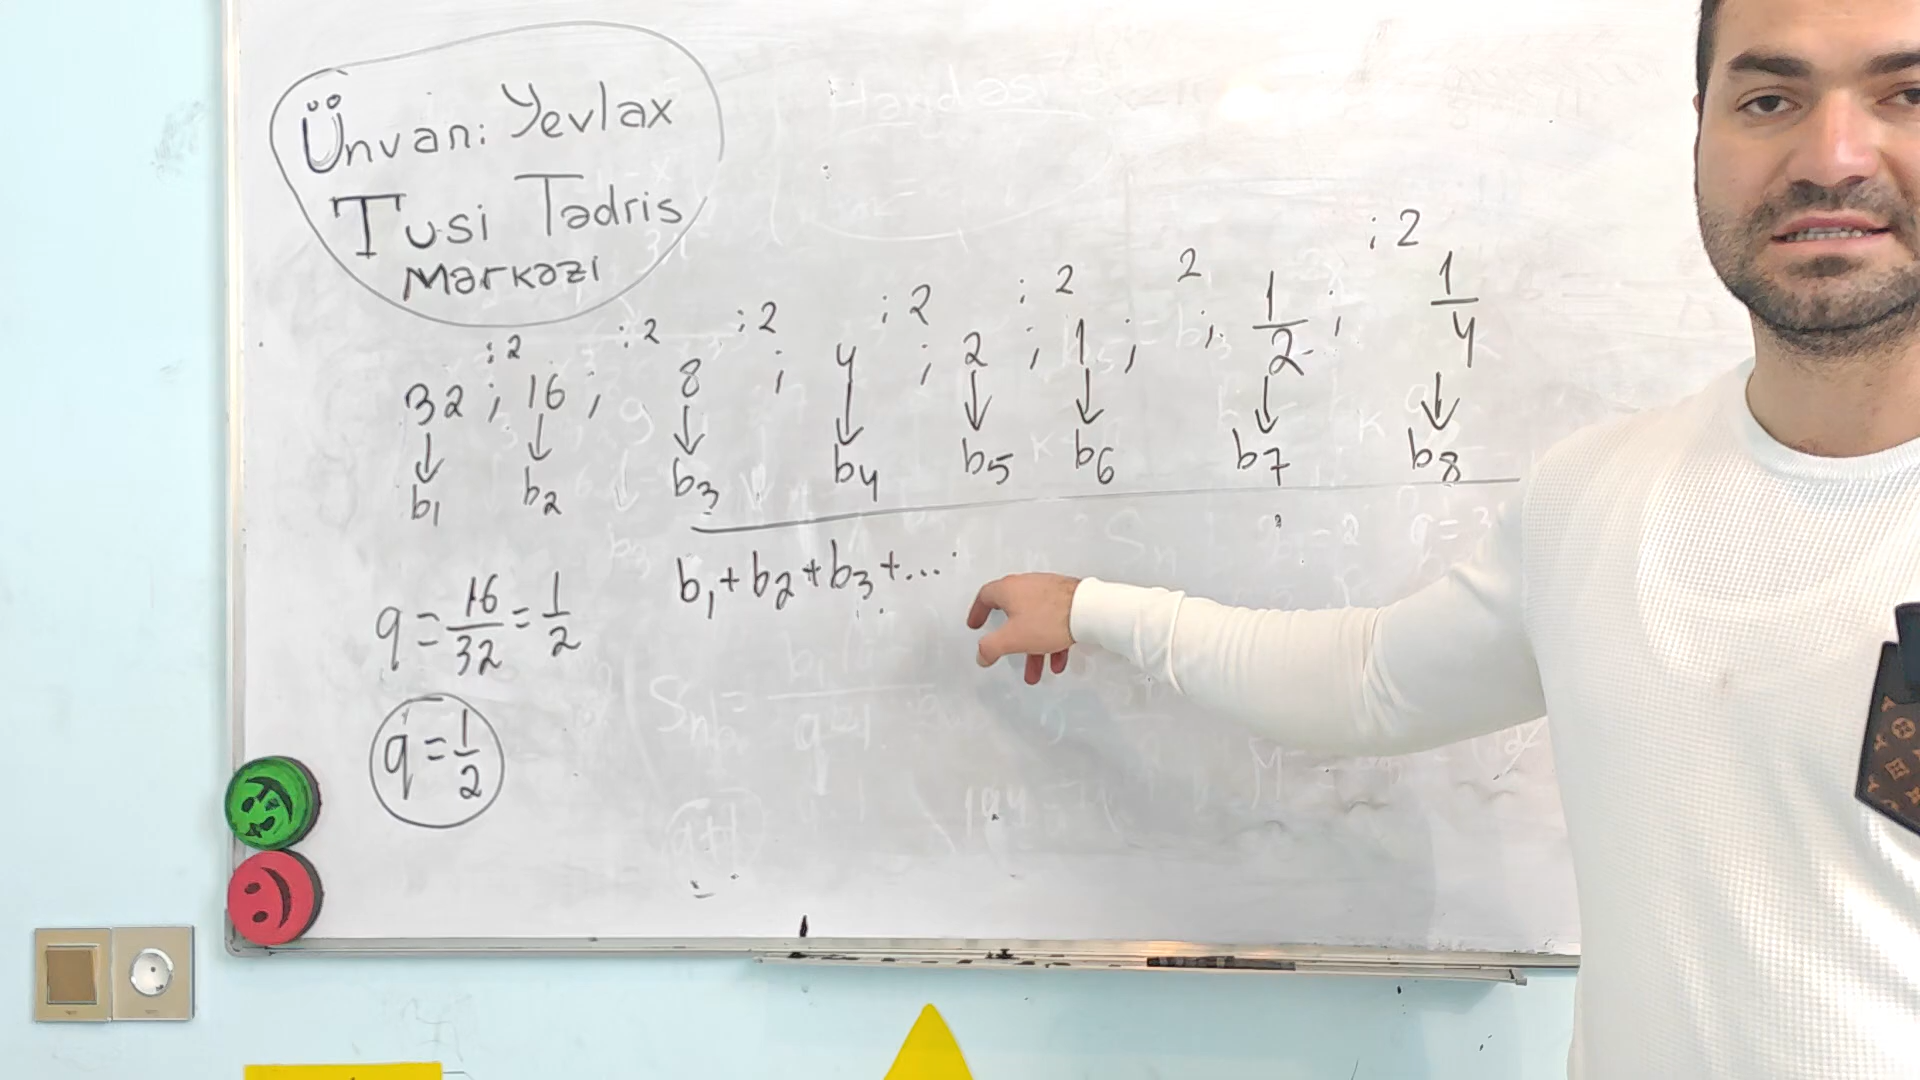 Ünvan: Yevlax
Tusi Tədris
Mərkəzi
Həndəsi
:2 :2 :2 :2 :2 2 :2
32 ; 16 ; 8 ; 4 ; 2 ; 1 ; ; 1/2 ; 1/4
↓ ↓ ↓ ↓ ↓ ↓ ↓ ↓
b₁ b₂ b₃ b₄ b₅ b₆ b₇ b₈
b₁+b₂+b₃+...
q = 16/32 = 1/2
q = 1/2